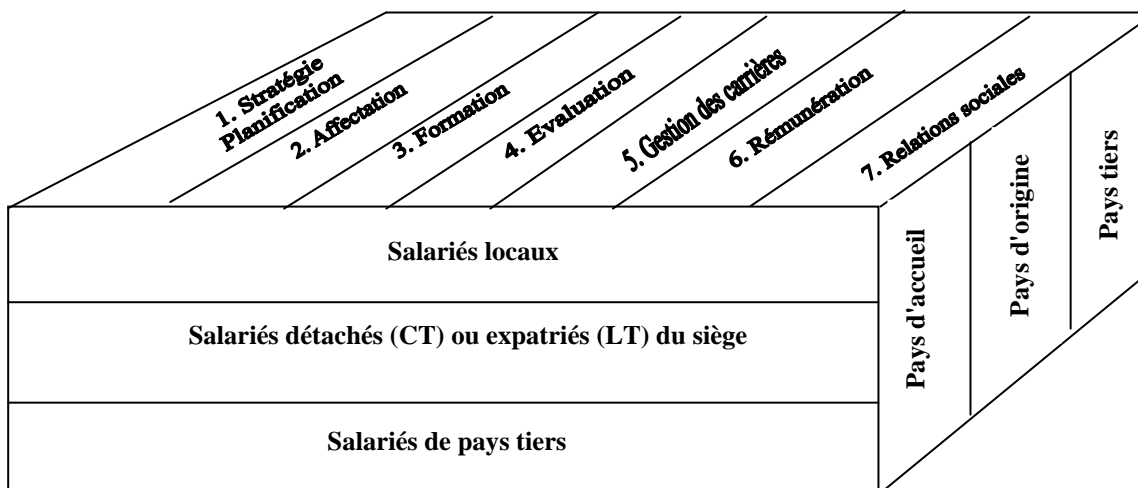 1. Stratégie
Planification
2. Affectation
3. Formation
4. Evaluation
5. Gestion des carrières
6. Rémunération
7. Relations sociales
Salariés locaux
Salariés détachés (CT) ou expatriés (LT) du siège
Salariés de pays tiers
Pays d'accueil
Pays d'origine
Pays tiers